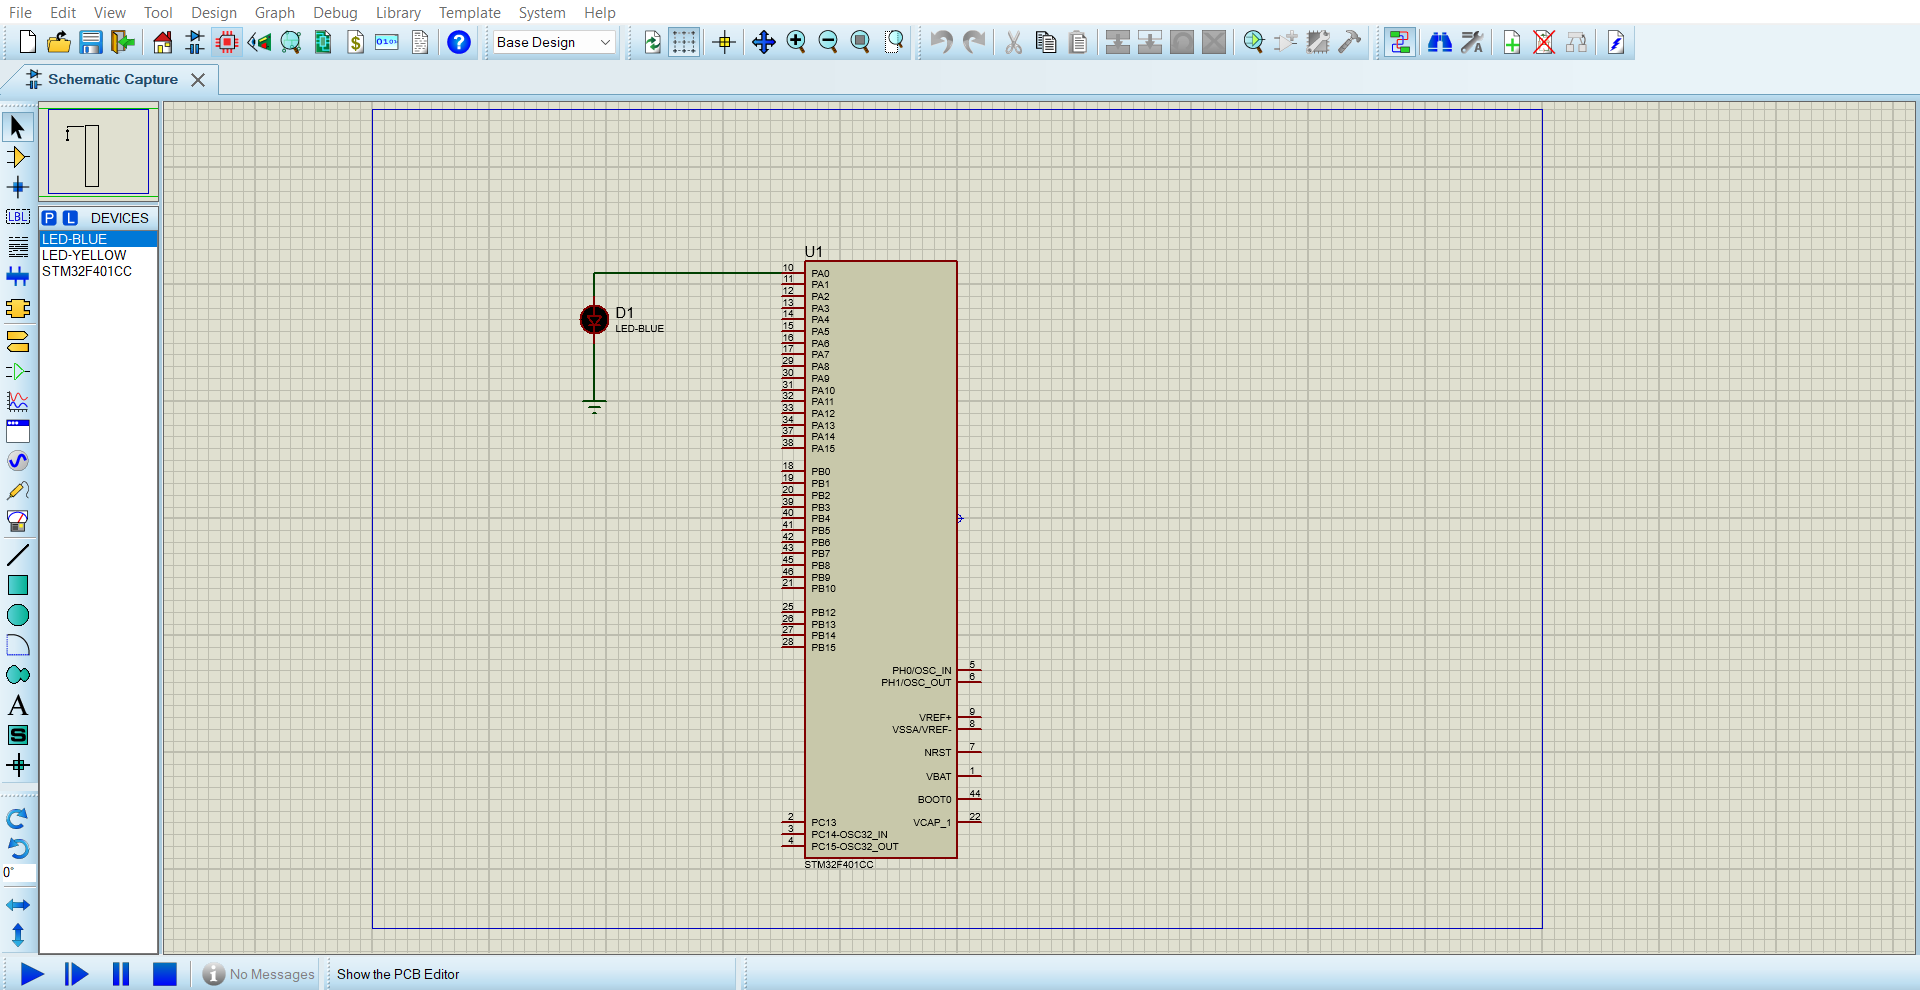 File Edit View Tool Design Graph Debug Library Template System Help
Base Design
Schematic Capture
P L DEVICES
LED-BLUE
LED-YELLOW
STM32F401CC
LBL
A
S
0°
U1
10 PA0
11 PA1
12 PA2
13 PA3
14 PA4
15 PA5
16 PA6
17 PA7
29 PA8
30 PA9
31 PA10
32 PA11
33 PA12
34 PA13
37 PA14
38 PA15
D1
LED-BLUE
18 PB0
19 PB1
20 PB2
39 PB3
40 PB4
41 PB5
42 PB6
43 PB7
45 PB8
46 PB9
21 PB10
25 PB12
26 PB13
27 PB14
28 PB15
PH0/OSC_IN 5
PH1/OSC_OUT 6
VREF+ 9
VSSA/VREF- 8
NRST 7
VBAT 1
BOOT0 44
2 PC13 VCAP_1 22
3 PC14-OSC32_IN
4 PC15-OSC32_OUT
STM32F401CC
No Messages
Show the PCB Editor